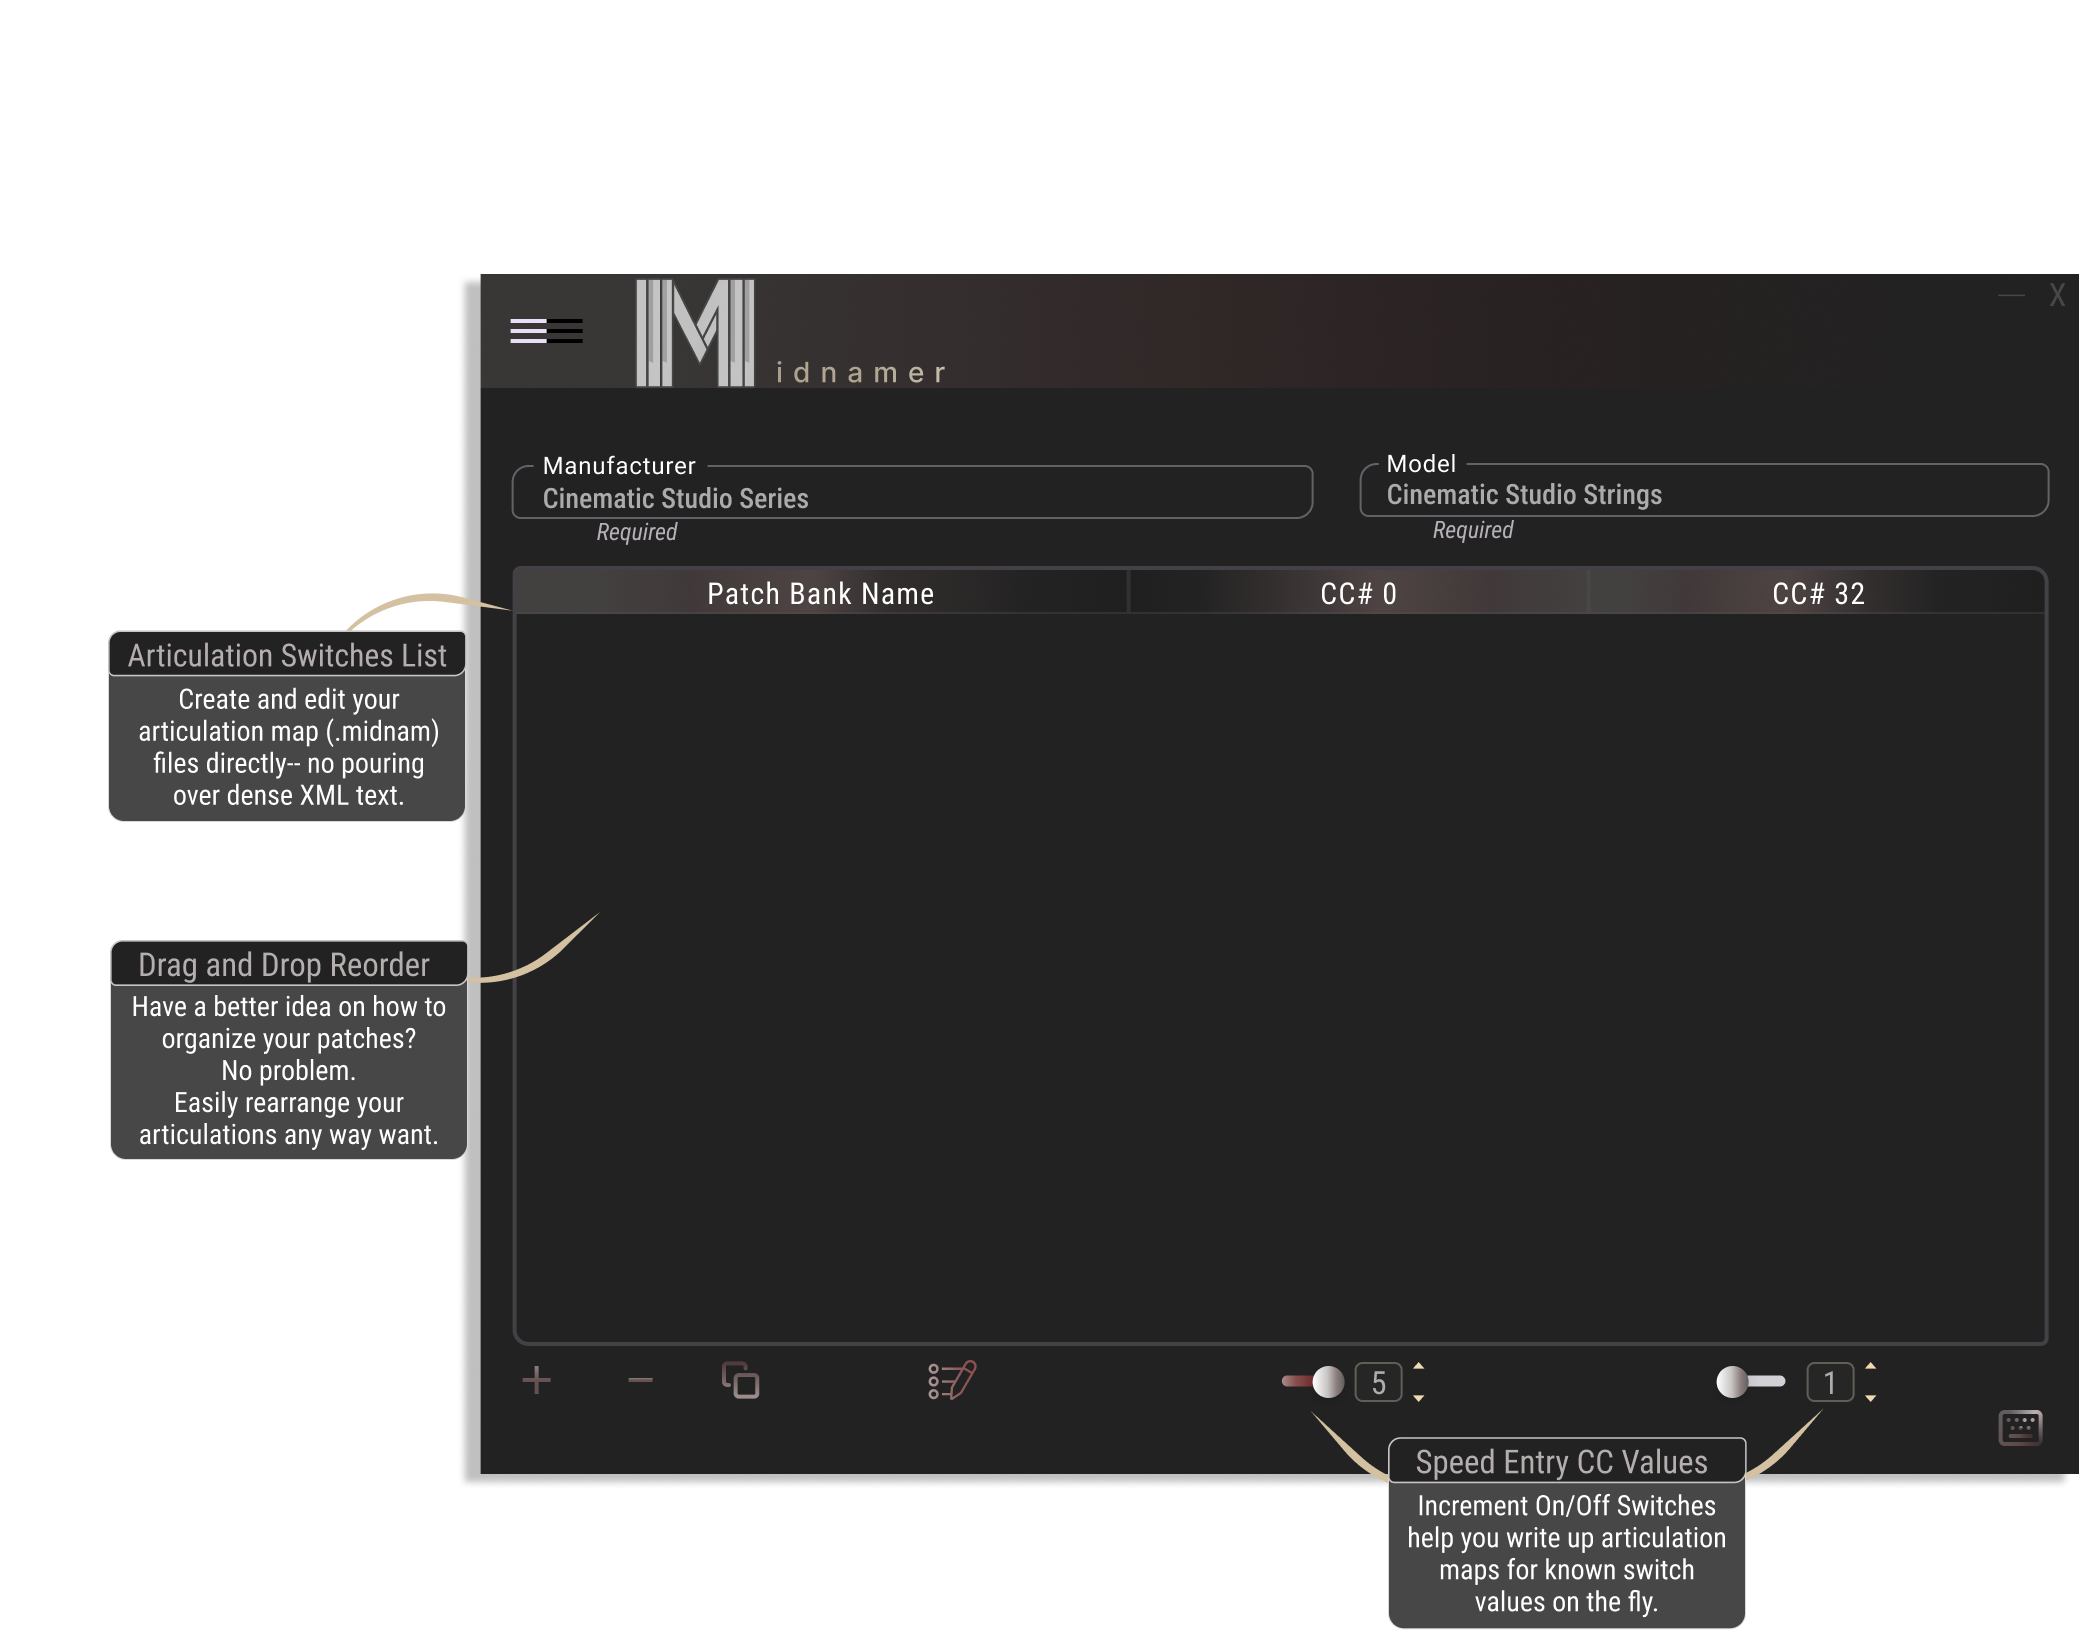 M idnamer
X
Manufacturer
Cinematic Studio Series
Required
Model
Cinematic Studio Strings
Required
Patch Bank Name
CC# 0
CC# 32
Articulation Switches List
Create and edit your
articulation map (.midnam)
files directly-- no pouring
over dense XML text.
Drag and Drop Reorder
Have a better idea on how to
organize your patches?
No problem.
Easily rearrange your
articulations any way want.
5
1
Speed Entry CC Values
Increment On/Off Switches
help you write up articulation
maps for known switch
values on the fly.